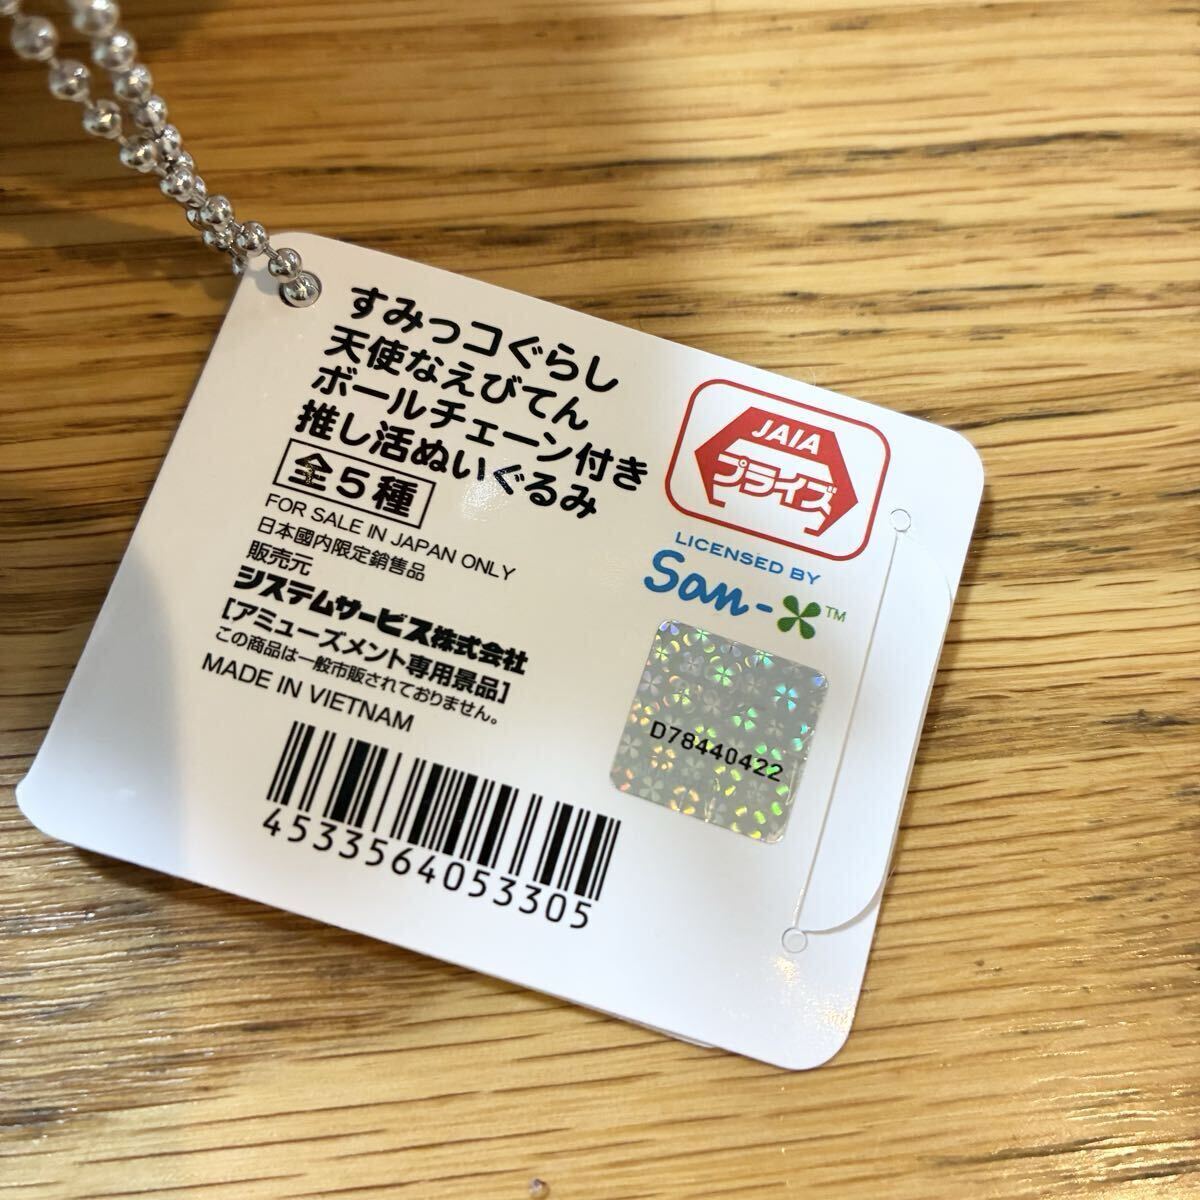 すみっコぐらし
天使なえびてん
ボールチェーン付き
推し活ぬいぐるみ
全5種
FOR SALE IN JAPAN ONLY
日本國内限定銷售品
販売元
システムサービス株式会社
[アミューズメント専用景品]
この商品は一般市販されておりません。
MADE IN VIETNAM
4533564053305
JAIA
プライズ
LICENSED BY
San-x™
D78440422